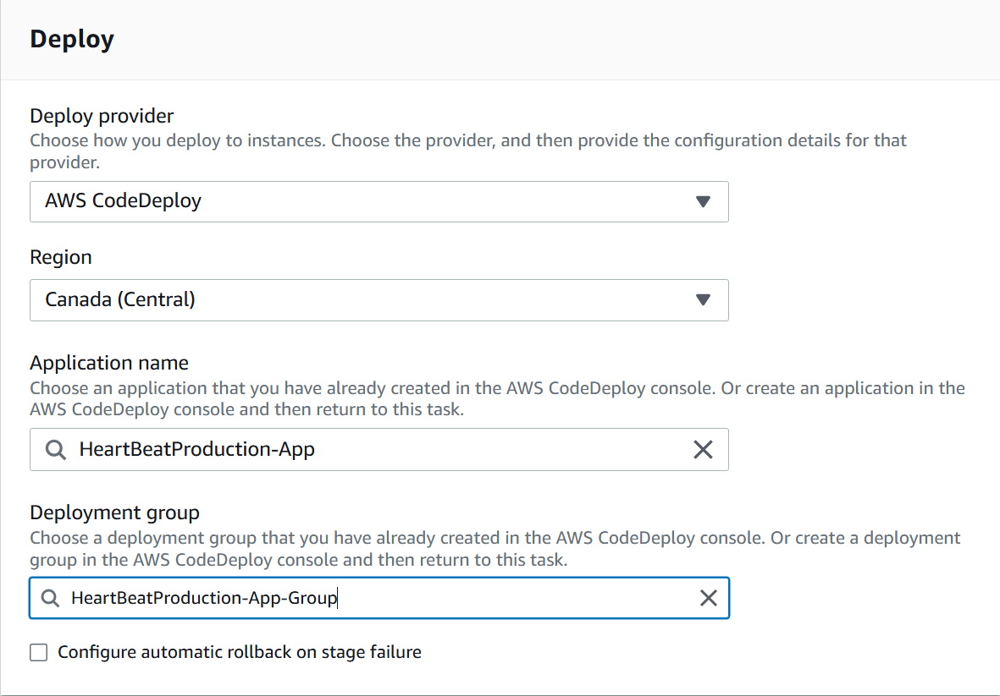 Deploy
Deploy provider
Choose how you deploy to instances. Choose the provider, and then provide the configuration details for that
provider.
AWS CodeDeploy
Region
Canada (Central)
Application name
Choose an application that you have already created in the AWS CodeDeploy console. Or create an application in the
AWS CodeDeploy console and then return to this task.
HeartBeatProduction-App
Deployment group
Choose a deployment group that you have already created in the AWS CodeDeploy console. Or create a deployment
group in the AWS CodeDeploy console and then return to this task.
HeartBeatProduction-App-Group
Configure automatic rollback on stage failure